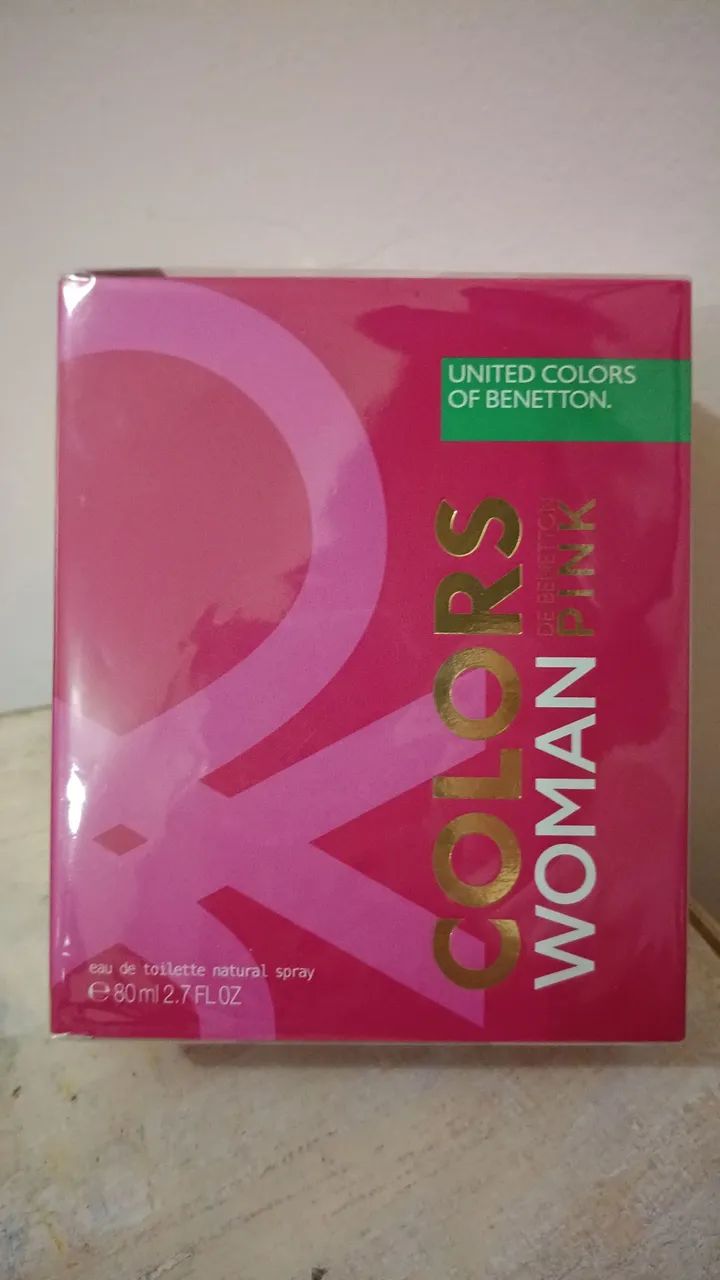 UNITED COLORS
OF BENETTON.
COLORS
DE BENETTON
WOMAN PINK
eau de toilette natural spray
℮ 80 ml 2.7 FL OZ